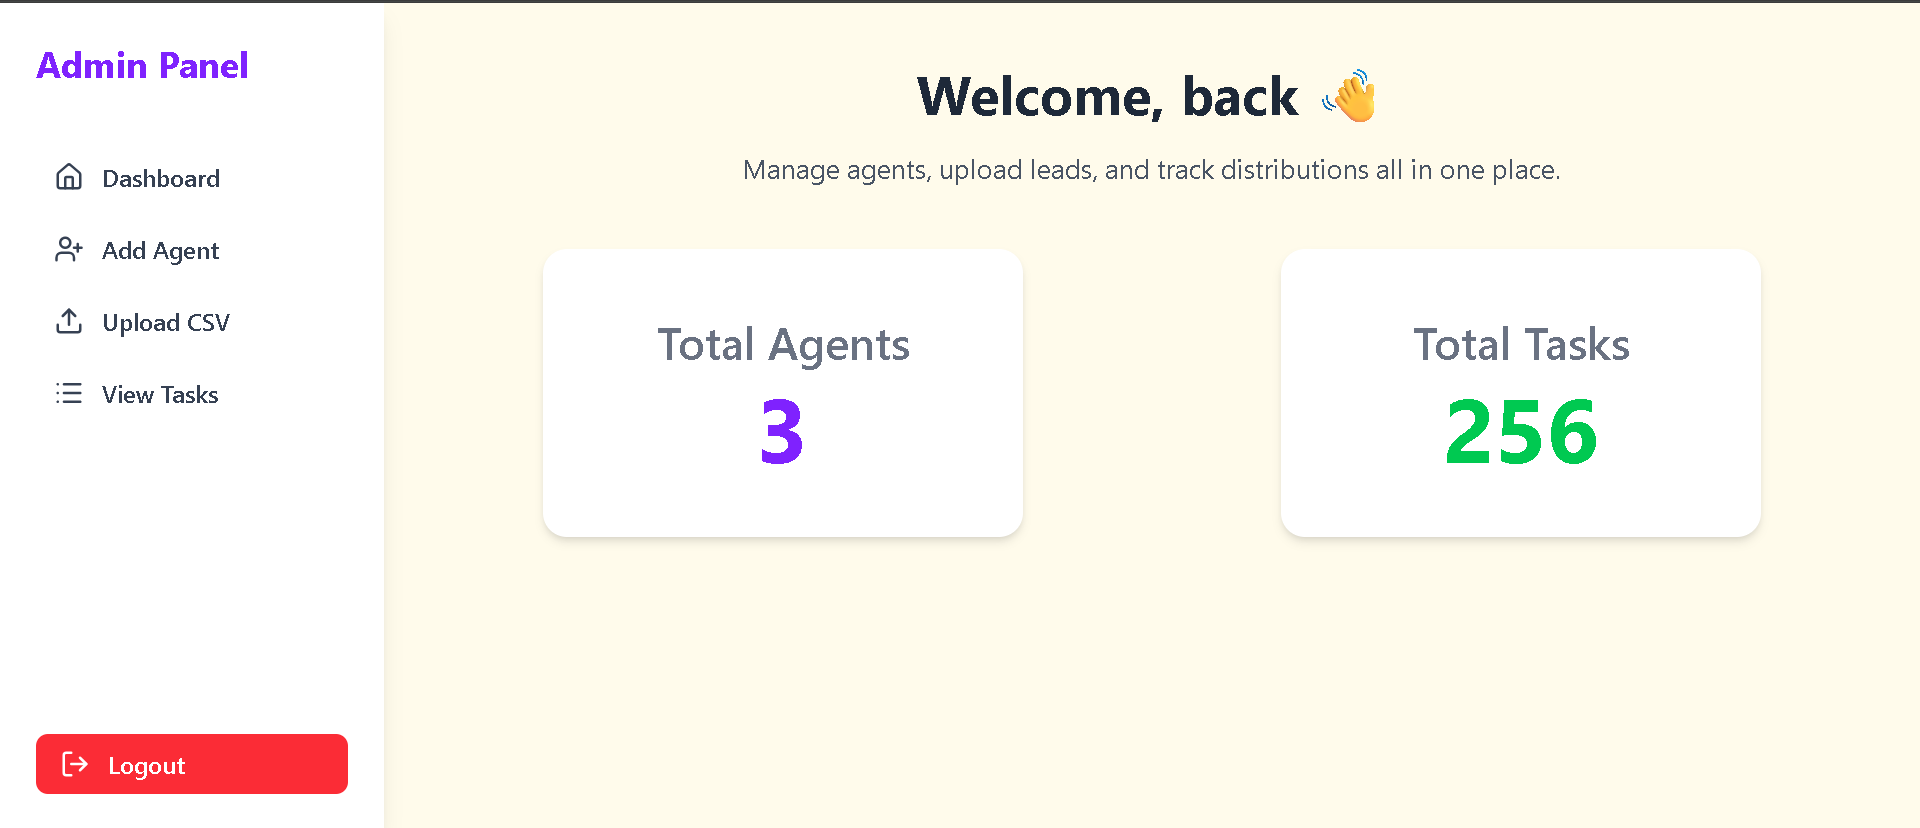 Admin Panel
Dashboard
Add Agent
Upload CSV
View Tasks
Logout
Welcome, back 👋
Manage agents, upload leads, and track distributions all in one place.
Total Agents
3
Total Tasks
256